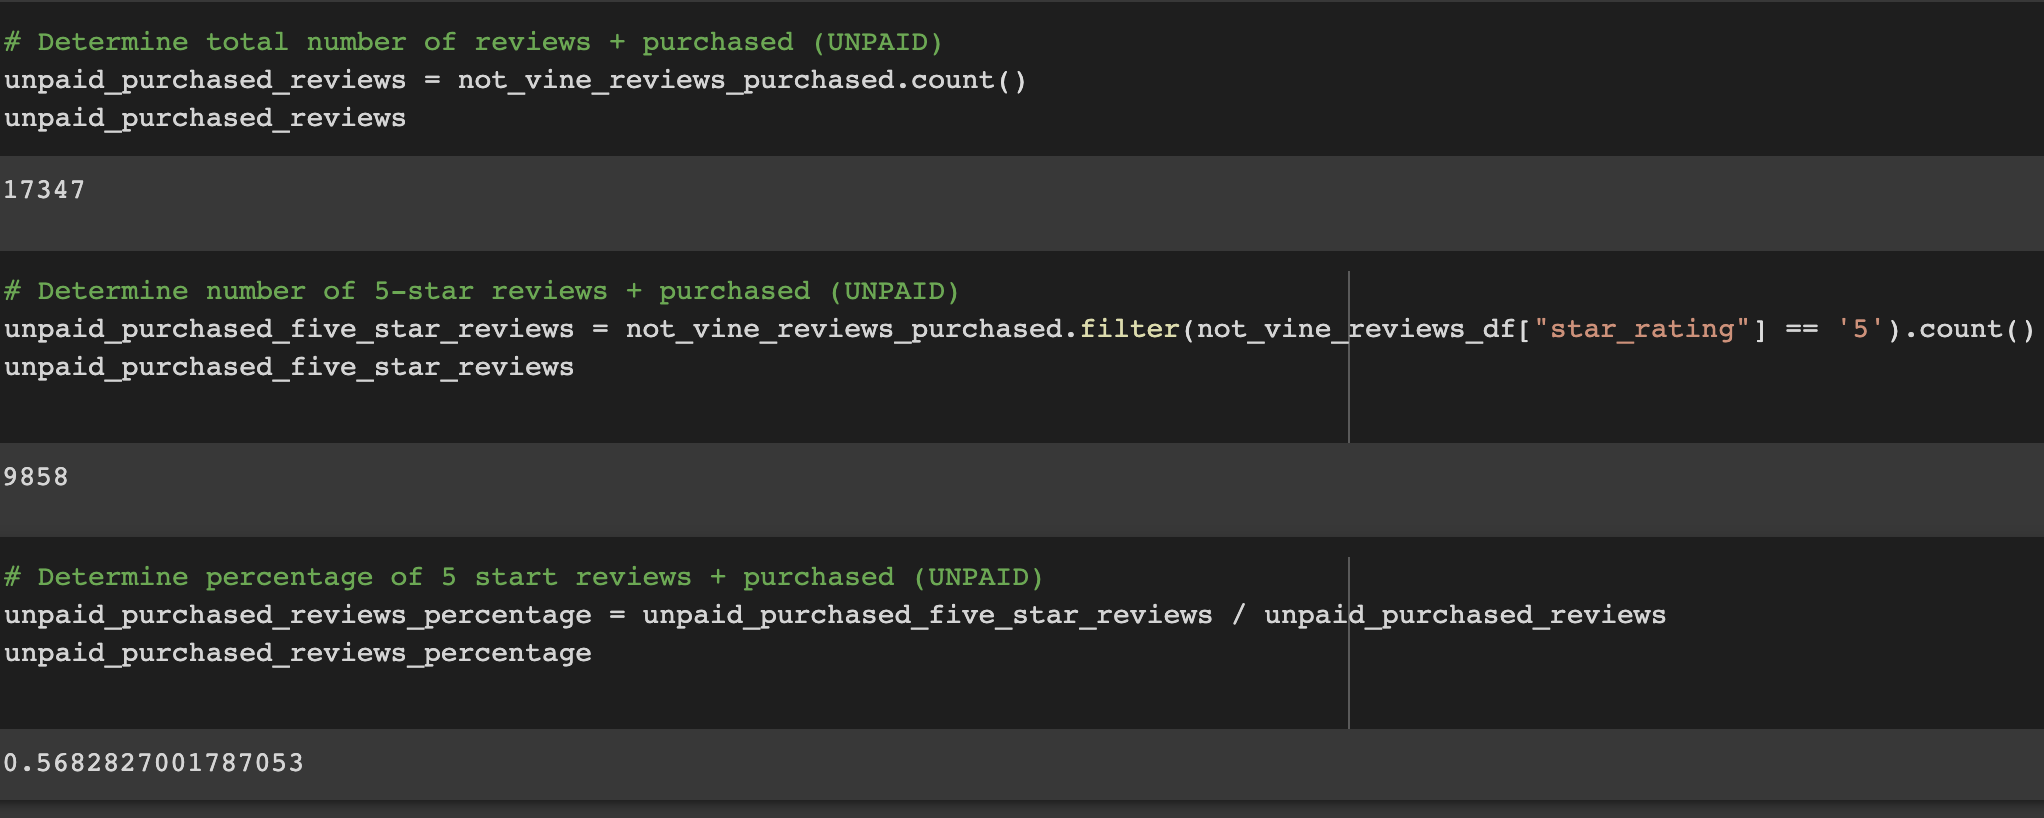 # Determine total number of reviews + purchased (UNPAID)
unpaid_purchased_reviews = not_vine_reviews_purchased.count()
unpaid_purchased_reviews
17347
# Determine number of 5-star reviews + purchased (UNPAID)
unpaid_purchased_five_star_reviews = not_vine_reviews_purchased.filter(not_vine_reviews_df["star_rating"] == '5').count()
unpaid_purchased_five_star_reviews
9858
# Determine percentage of 5 start reviews + purchased (UNPAID)
unpaid_purchased_reviews_percentage = unpaid_purchased_five_star_reviews / unpaid_purchased_reviews
unpaid_purchased_reviews_percentage
0.5682827001787053